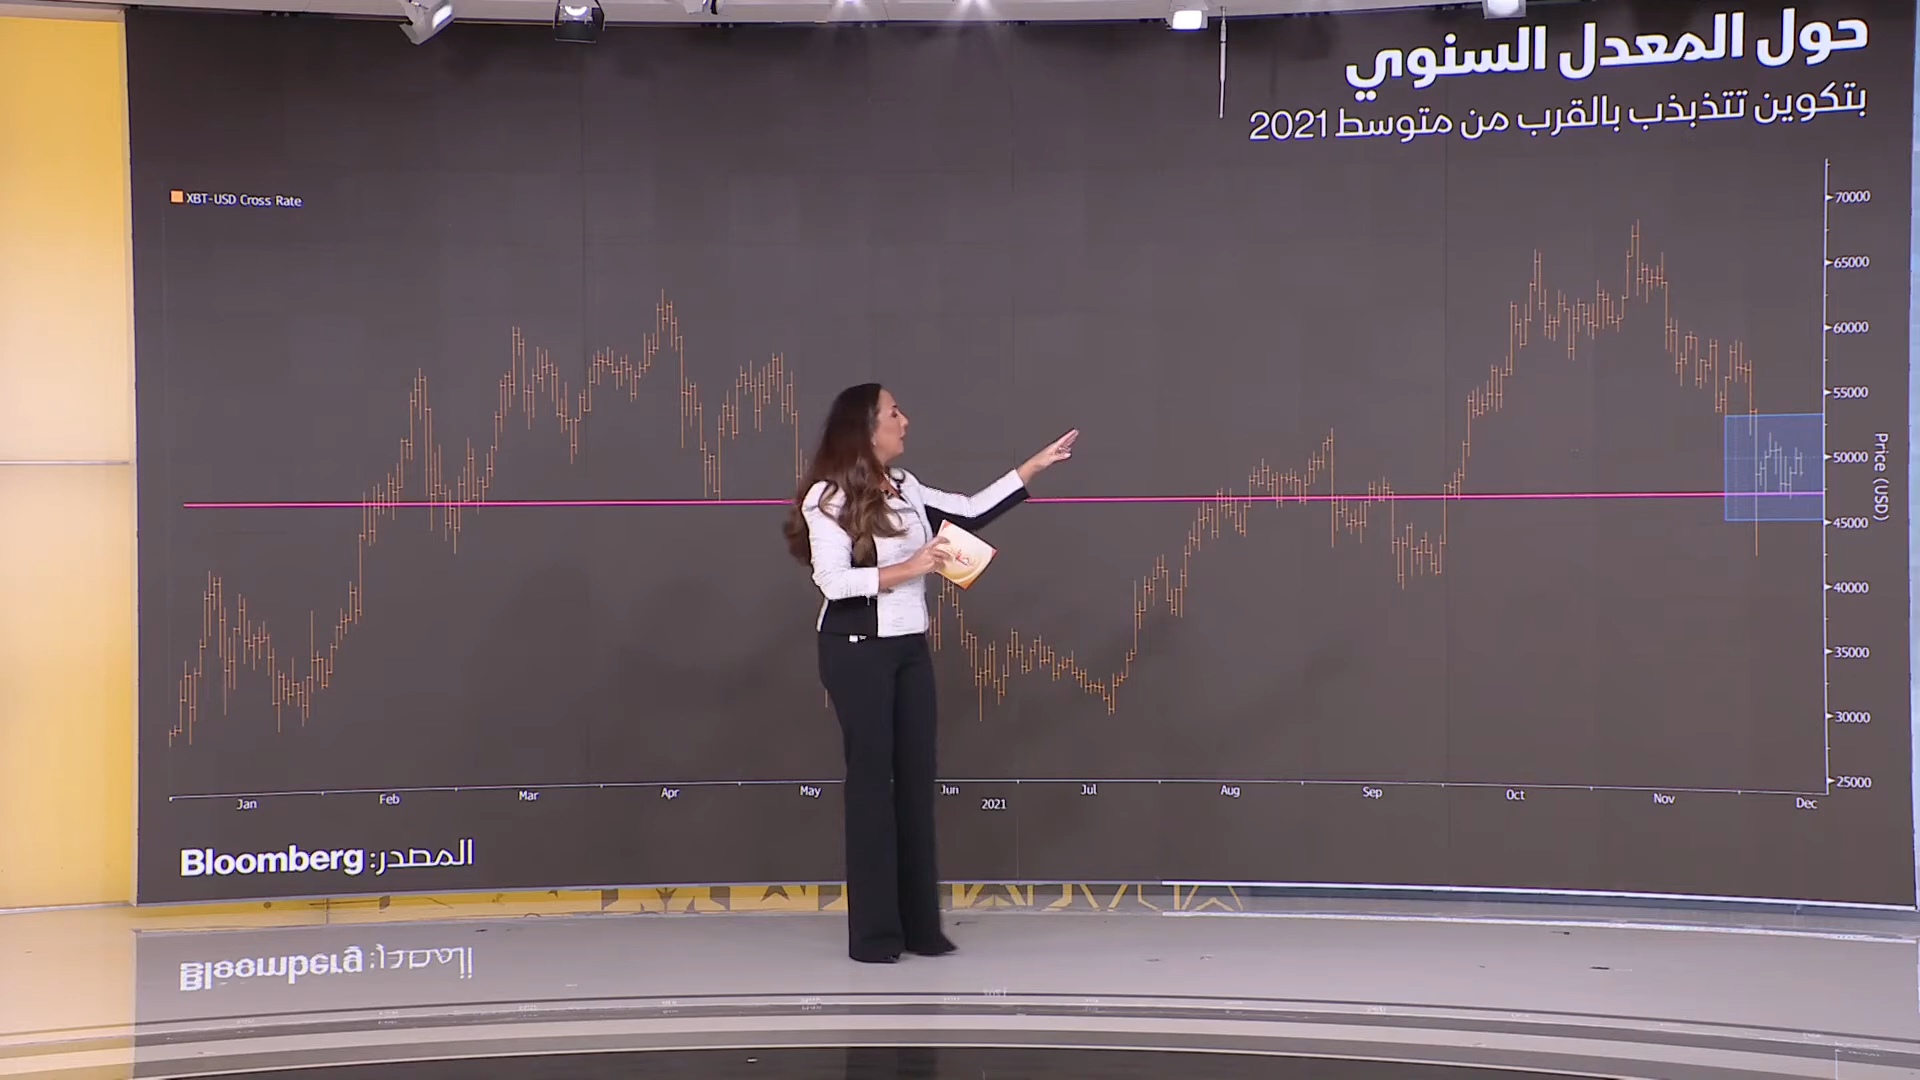 حول المعدل السنوي
بتكوين تتذبذب بالقرب من متوسط 2021
XBT-USD Cross Rate
70000
65000
60000
55000
50000
45000
40000
35000
30000
25000
Price (USD)
Jan Feb Mar Apr May Jun Jul Aug Sep Oct Nov Dec
2021
المصدر: Bloomberg